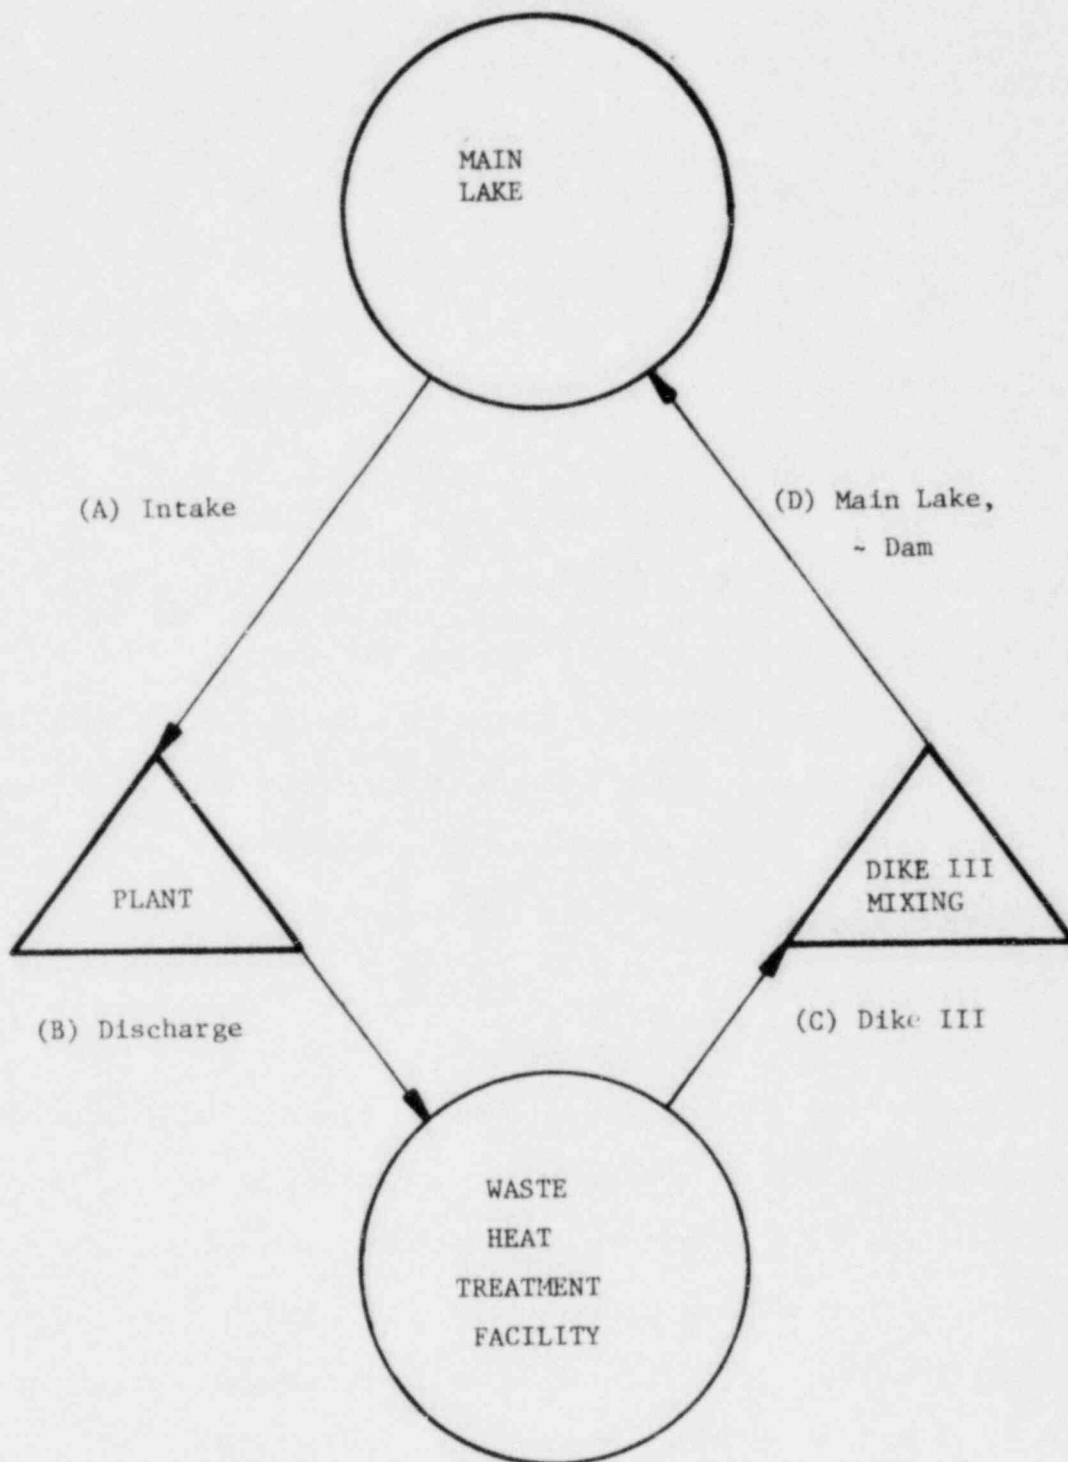 MAIN
LAKE
(A) Intake
(D) Main Lake,
~ Dam
PLANT
DIKE III
MIXING
(B) Discharge
(C) Dike III
WASTE
HEAT
TREATMENT
FACILITY